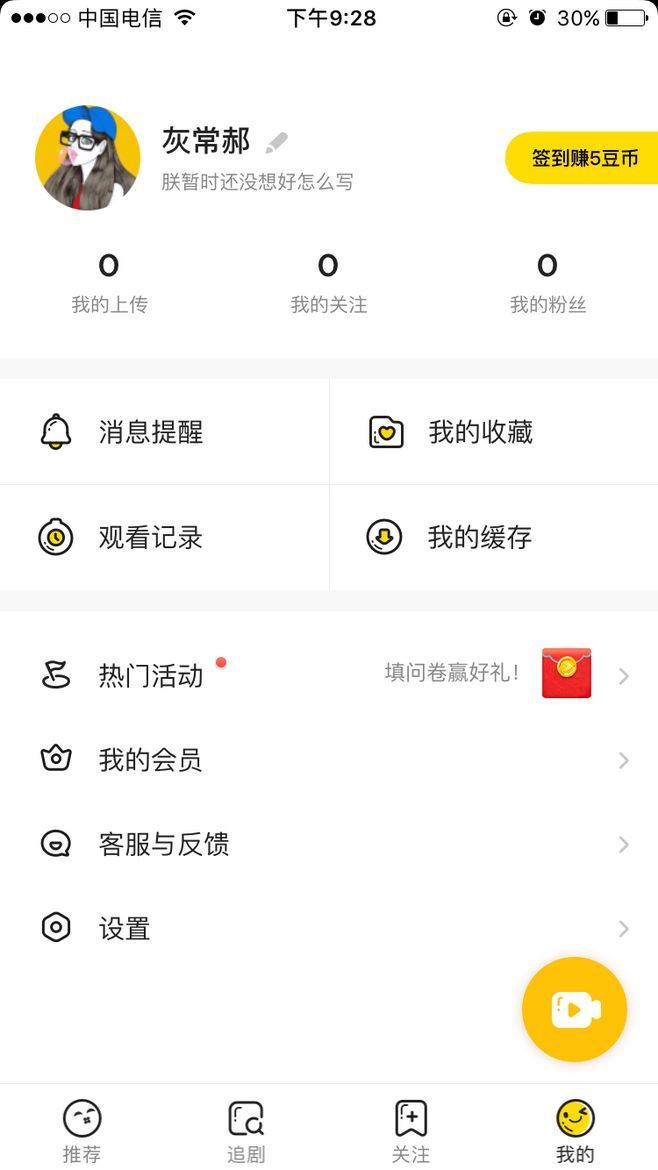 中国电信 下午9:28 30%
灰常郝
朕暂时还没想好怎么写
签到赚5豆币
0 0 0
我的上传 我的关注 我的粉丝
消息提醒 我的收藏
观看记录 我的缓存
热门活动 填问卷赢好礼！
我的会员
客服与反馈
设置
推荐 追剧 关注 我的